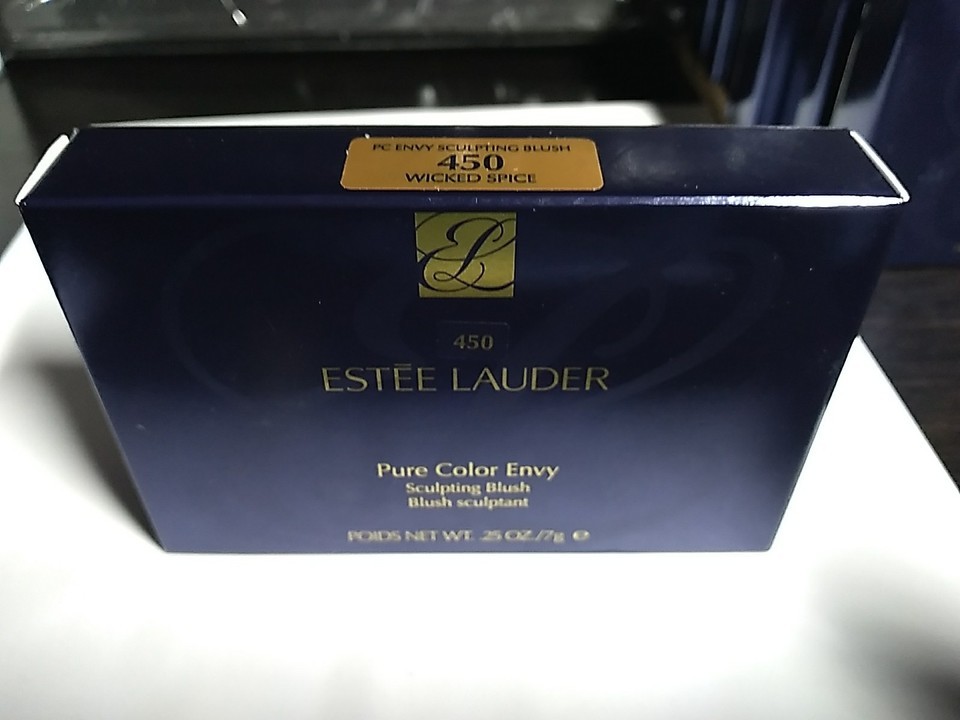 PC ENVY SCULPTING BLUSH
450
WICKED SPICE
EL
450
ESTĒE LAUDER
Pure Color Envy
Sculpting Blush
Blush sculptant
POIDS NET WT. .25 OZ./7g ℮